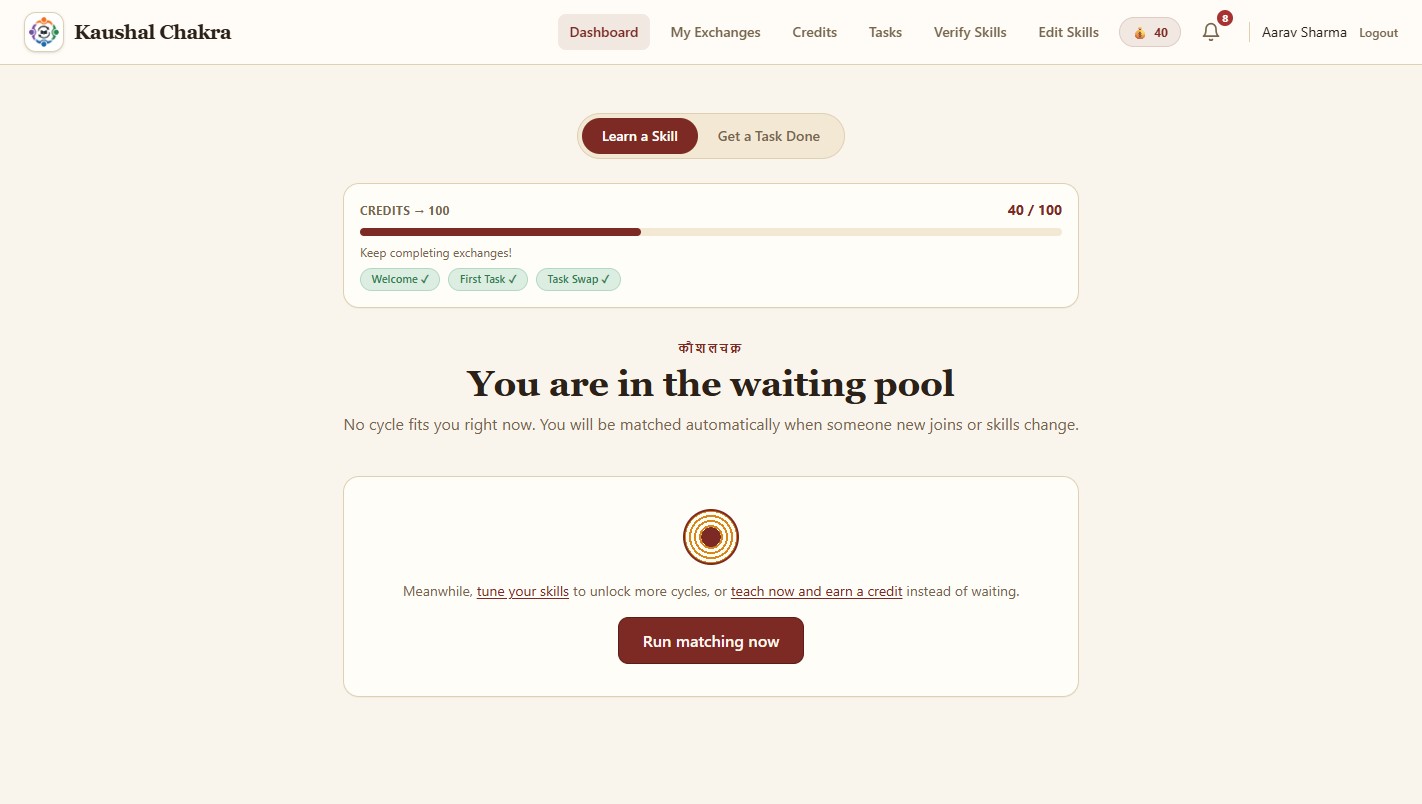 Kaushal Chakra
Dashboard My Exchanges Credits Tasks Verify Skills Edit Skills 40 8 Aarav Sharma Logout
Learn a Skill Get a Task Done
CREDITS → 100 40 / 100
Keep completing exchanges!
Welcome ✓ First Task ✓ Task Swap ✓
कौशलचक्र
You are in the waiting pool
No cycle fits you right now. You will be matched automatically when someone new joins or skills change.
Meanwhile, tune your skills to unlock more cycles, or teach now and earn a credit instead of waiting.
Run matching now